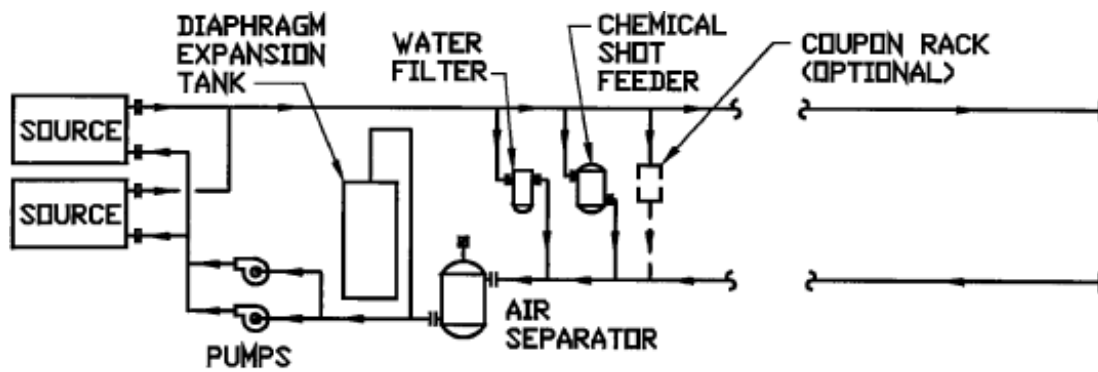 DIAPHRAGM
EXPANSION
TANK
WATER
FILTER
CHEMICAL
SHOT
FEEDER
COUPON RACK
(OPTIONAL)
SOURCE
SOURCE
AIR
SEPARATOR
PUMPS